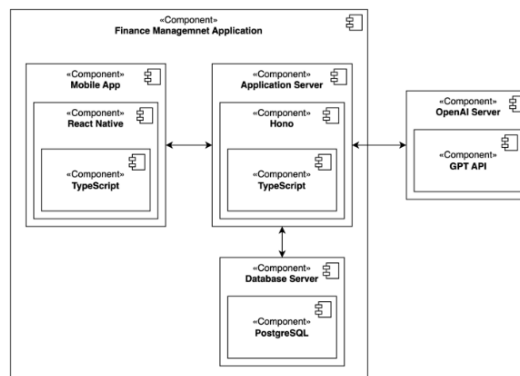 «Component»
Finance Managemnet Application
«Component»
Mobile App
«Component»
React Native
«Component»
TypeScript
«Component»
Application Server
«Component»
Hono
«Component»
TypeScript
«Component»
OpenAI Server
«Component»
GPT API
«Component»
Database Server
«Component»
PostgreSQL